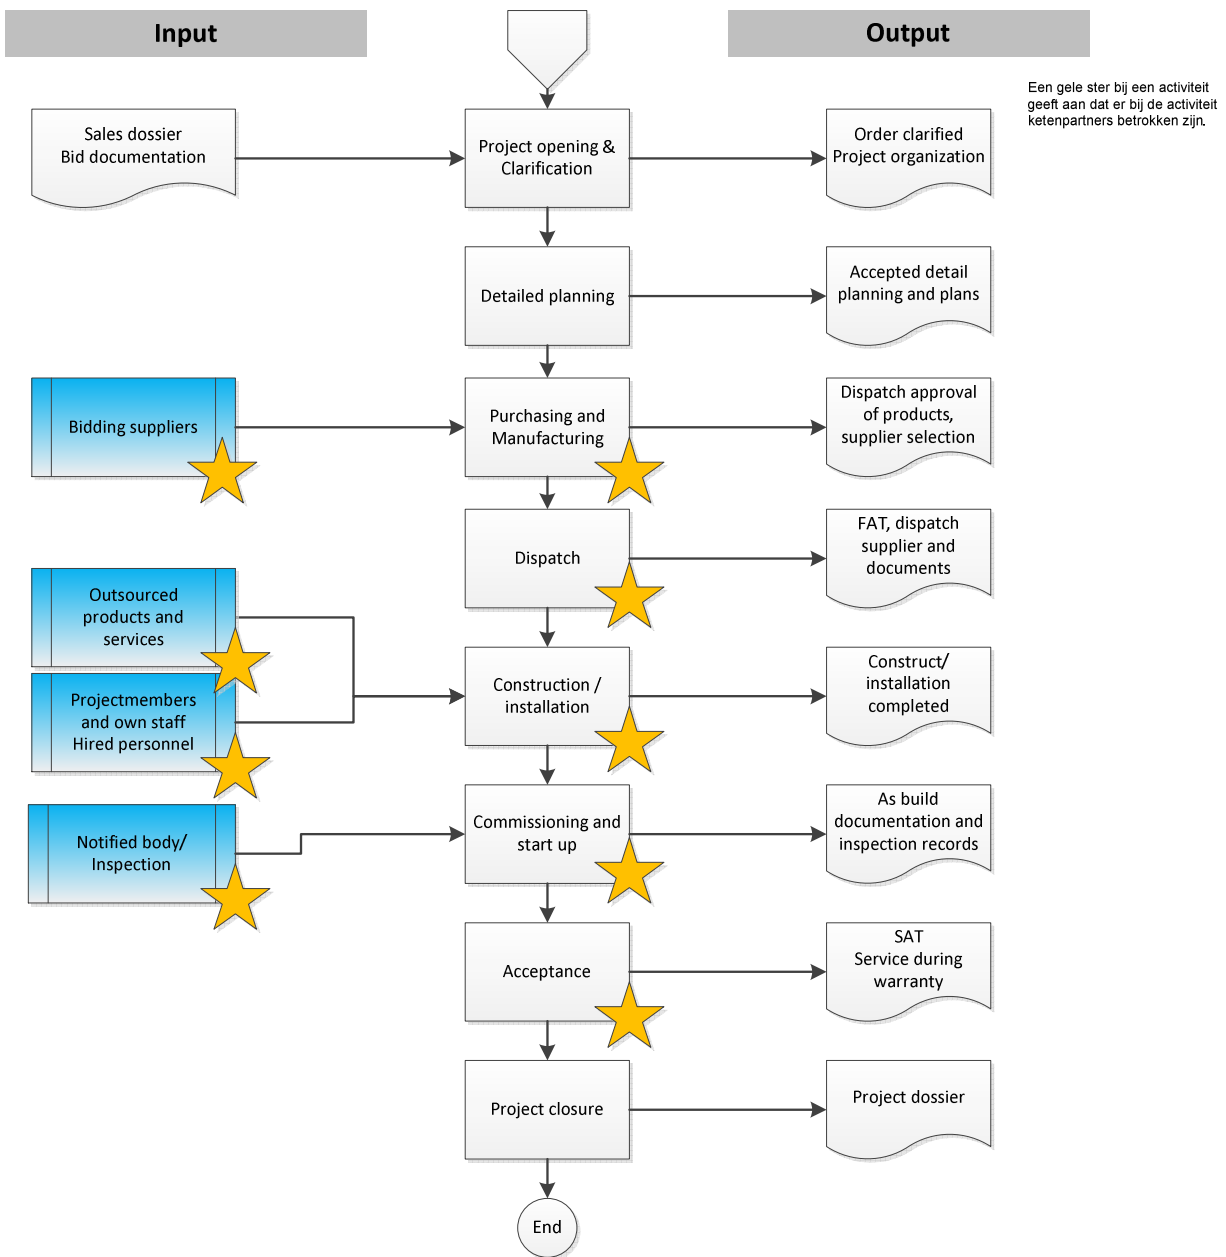 Input
Output
Een gele ster bij een activiteit
geeft aan dat er bij de activiteit
ketenpartners betrokken zijn.
Sales dossier
Bid documentation
Project opening &
Clarification
Order clarified
Project organization
Detailed planning
Accepted detail
planning and plans
Bidding suppliers
Purchasing and
Manufacturing
Dispatch approval
of products,
supplier selection
Dispatch
FAT, dispatch
supplier and
documents
Outsourced
products and
services
Projectmembers
and own staff
Hired personnel
Construction /
installation
Construct/
installation
completed
Notified body/
Inspection
Commissioning and
start up
As build
documentation and
inspection records
Acceptance
SAT
Service during
warranty
Project closure
Project dossier
End